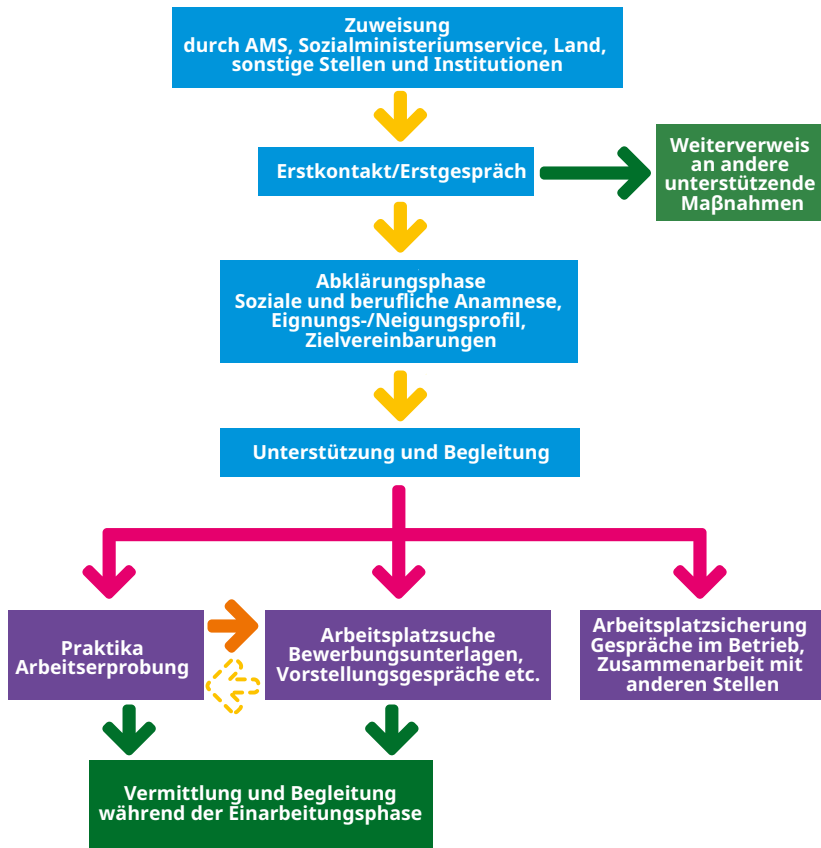 Zuweisung
durch AMS, Sozialministeriumservice, Land,
sonstige Stellen und Institutionen
Erstkontakt/Erstgespräch
Weiterverweis
an andere
unterstützende
Maβnahmen
Abklärungsphase
Soziale und berufliche Anamnese,
Eignungs-/Neigungsprofil,
Zielvereinbarungen
Unterstützung und Begleitung
Praktika
Arbeitserprobung
Arbeitsplatzsuche
Bewerbungsunterlagen,
Vorstellungsgespräche etc.
Arbeitsplatzsicherung
Gespräche im Betrieb,
Zusammenarbeit mit
anderen Stellen
Vermittlung und Begleitung
während der Einarbeitungsphase